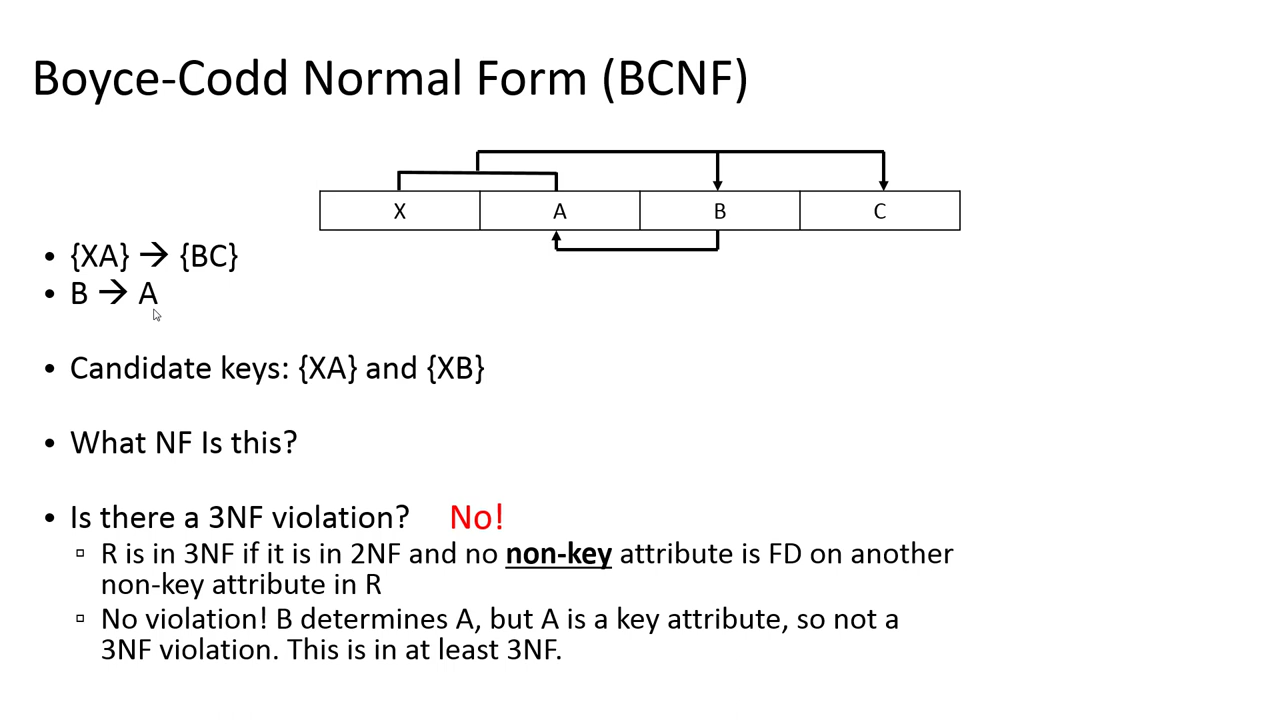 Boyce-Codd Normal Form (BCNF)
X A B C
• {XA} → {BC}
• B → A
• Candidate keys: {XA} and {XB}
• What NF Is this?
• Is there a 3NF violation? No!
▫ R is in 3NF if it is in 2NF and no non-key attribute is FD on another
non-key attribute in R
▫ No violation! B determines A, but A is a key attribute, so not a
3NF violation. This is in at least 3NF.